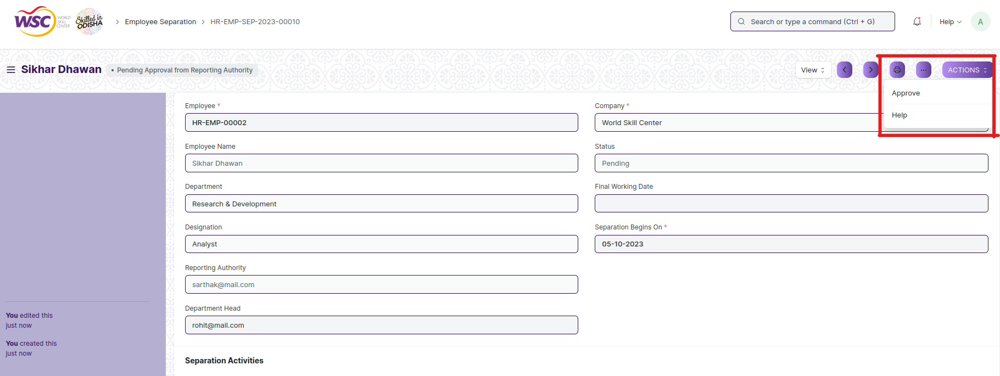 WSC WORLD SKILL CENTER
Skilled in ODISHA
Employee Separation
HR-EMP-SEP-2023-00010
Search or type a command (Ctrl + G)
Help
A
Sikhar Dhawan
• Pending Approval from Reporting Authority
View
ACTIONS
Approve
Help
Employee *
HR-EMP-00002
Company *
World Skill Center
Employee Name
Sikhar Dhawan
Status
Pending
Department
Research & Development
Final Working Date
Designation
Analyst
Separation Begins On *
05-10-2023
Reporting Authority
sarthak@mail.com
Department Head
rohit@mail.com
You edited this
just now
You created this
just now
Separation Activities